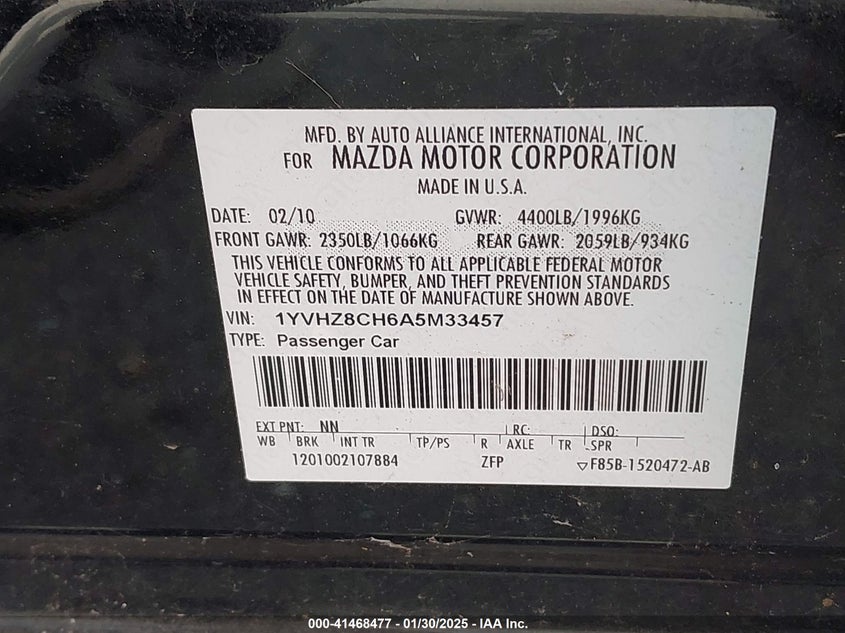 MFD. BY AUTO ALLIANCE INTERNATIONAL, INC.
FOR MAZDA MOTOR CORPORATION
MADE IN U.S.A.
DATE: 02/10 GVWR: 4400LB/1996KG
FRONT GAWR: 2350LB/1066KG REAR GAWR: 2059LB/934KG
THIS VEHICLE CONFORMS TO ALL APPLICABLE FEDERAL MOTOR
VEHICLE SAFETY, BUMPER, AND THEFT PREVENTION STANDARDS
IN EFFECT ON THE DATE OF MANUFACTURE SHOWN ABOVE.
VIN: 1YVHZ8CH6A5M33457
TYPE: Passenger Car
EXT PNT: NN RC: DSO:
WB BRK INT TR TP/PS R AXLE TR SPR
1201002107884 ZFP ▽F85B-1520472-AB
000-41468477 - 01/30/2025 - IAA Inc.